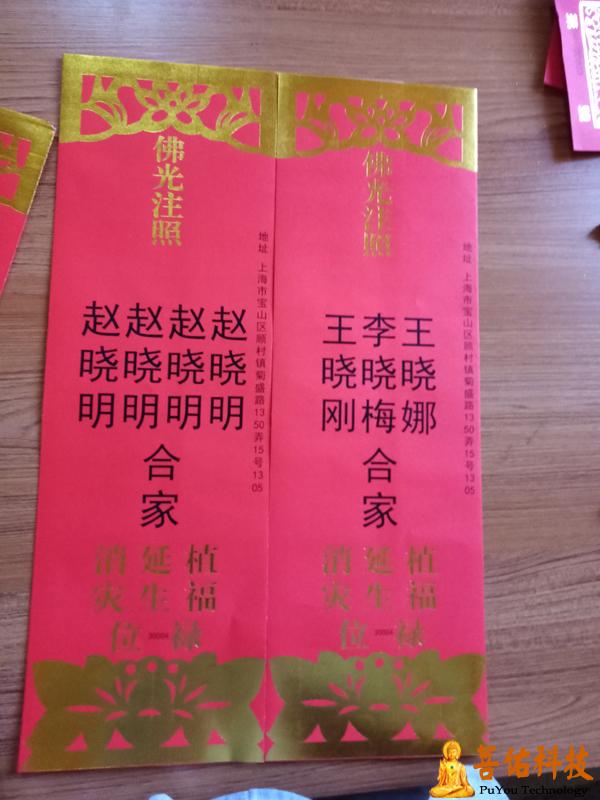 佛光注照
地址 上海市宝山区顾村镇菊盛路1350弄15号1305
赵晓明
赵晓明
赵晓明
赵晓明
合家
植福禄
延生
消灾位
30004
佛光注照
地址 上海市宝山区顾村镇菊盛路1350弄15号1305
王晓娜
李晓梅
王晓刚
合家
植福禄
延生
消灾位
30004
菩佑科技
PuYou Technology